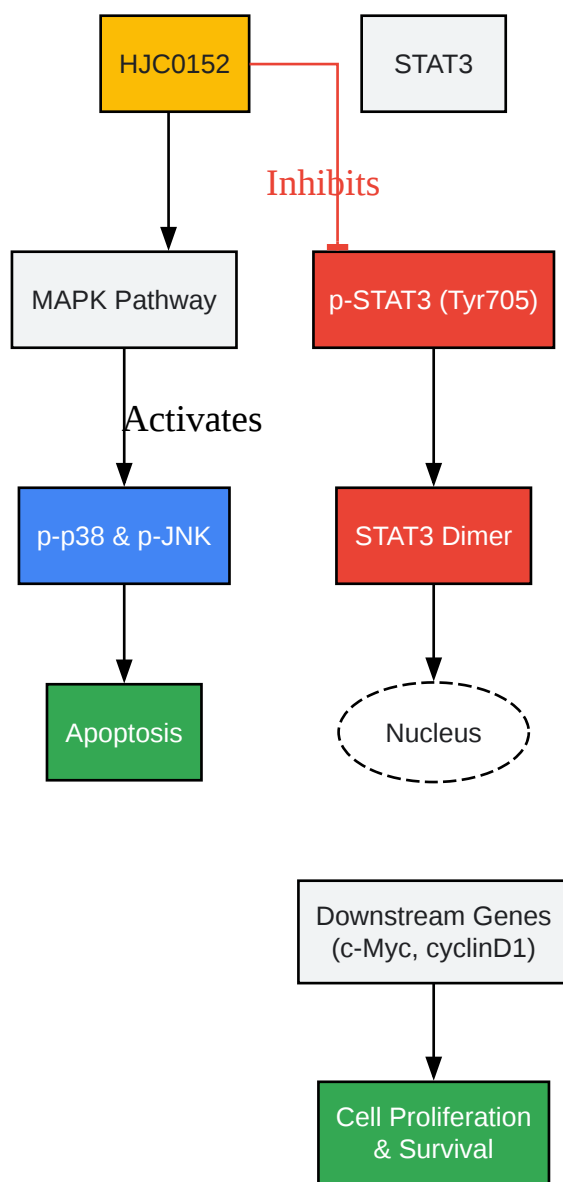 HJC0152
STAT3
Inhibits
MAPK Pathway
p-STAT3 (Tyr705)
Activates
p-p38 & p-JNK
STAT3 Dimer
Apoptosis
Nucleus
Downstream Genes
(c-Myc, cyclinD1)
Cell Proliferation
& Survival